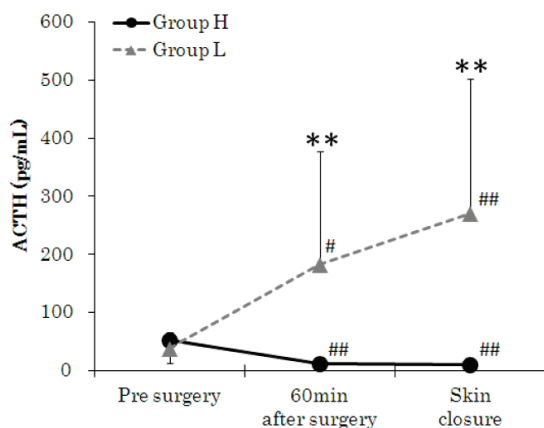 600
500
400
300
200
100
0
ACTH (pg/mL)
Group H
Group L
**
**
#
##
##
##
Pre surgery
60min
after surgery
Skin
closure